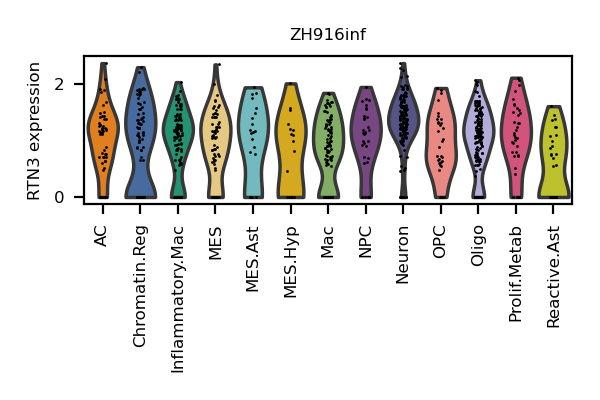 ZH916inf
RTN3 expression
2
0
AC
Chromatin.Reg
Inflammatory.Mac
MES
MES.Ast
MES.Hyp
Mac
NPC
Neuron
OPC
Oligo
Prolif.Metab
Reactive.Ast